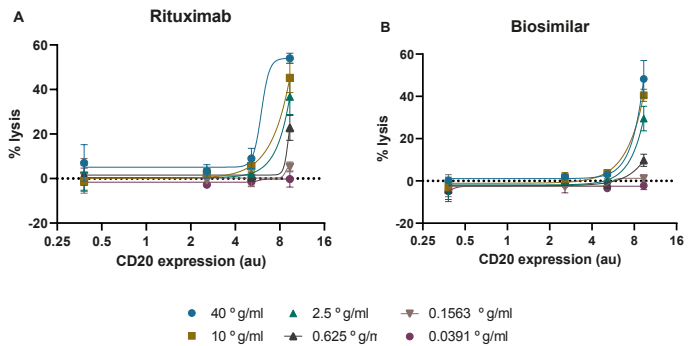 A
Rituximab
% lysis
60
40
20
0
-20
0.25 0.5 1 2 4 8 16
CD20 expression (au)
B
Biosimilar
% lysis
60
40
20
0
-20
0.25 0.5 1 2 4 8 16
CD20 expression (au)
40 º g/ml 2.5 º g/ml 0.1563 º g/ml
10 º g/ml 0.625 º g/m 0.0391 º g/ml